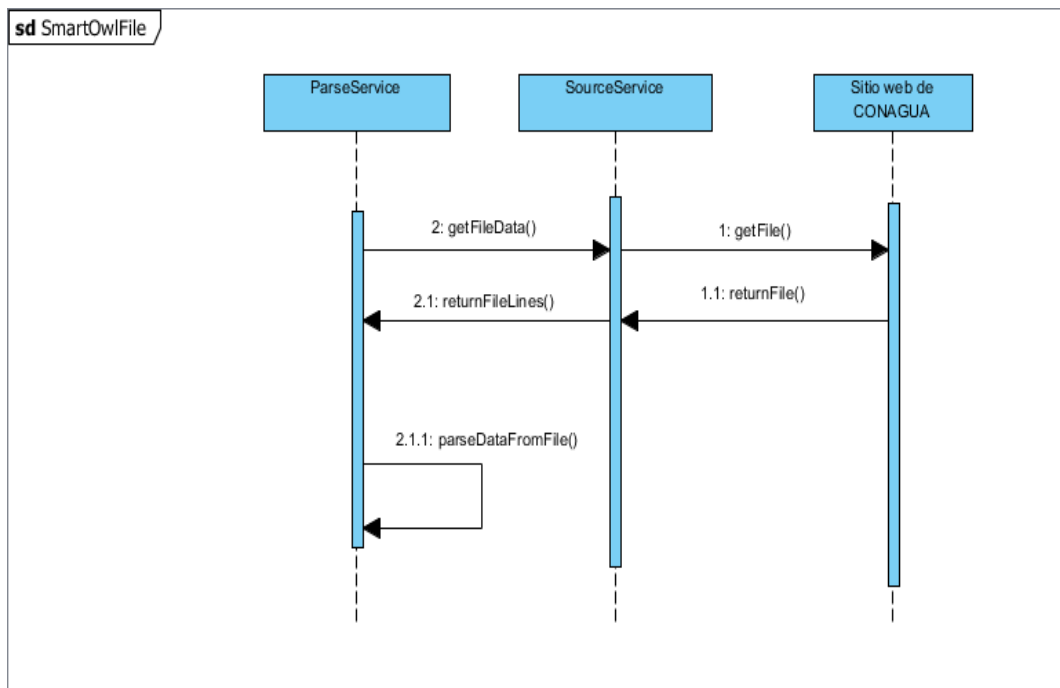 sd SmartOwlFile
ParseService
SourceService
Sitio web de
CONAGUA
2: getFileData()
1: getFile()
2.1: returnFileLines()
1.1: returnFile()
2.1.1: parseDataFromFile()